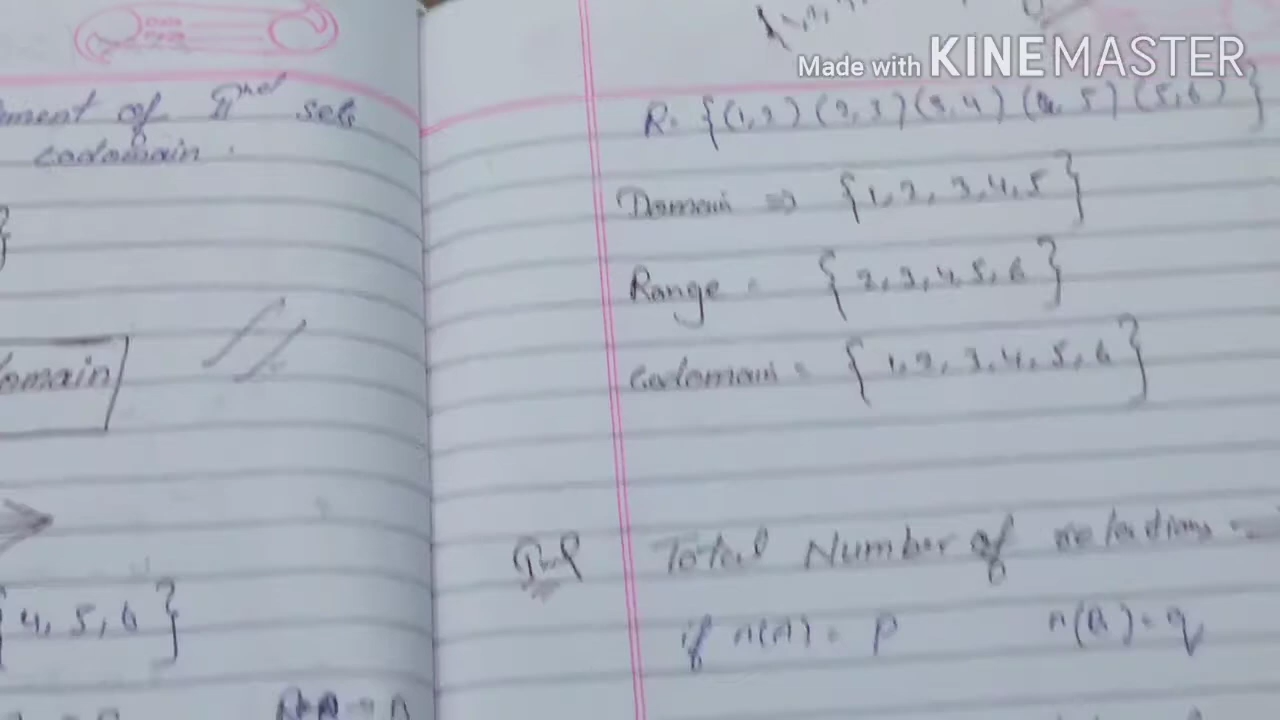 Made with KINEMASTER
ement of IInd set
codomain.
}
omain
{4, 5, 6}
R = {(1,2) (2,3) (3,4) (4,5) (5,6)}
Domain => {1, 2, 3, 4, 5}
Range = {2, 3, 4, 5, 6}
codomain = {1, 2, 3, 4, 5, 6}
Total Number of relations =
if n(A) = p n(B) = q